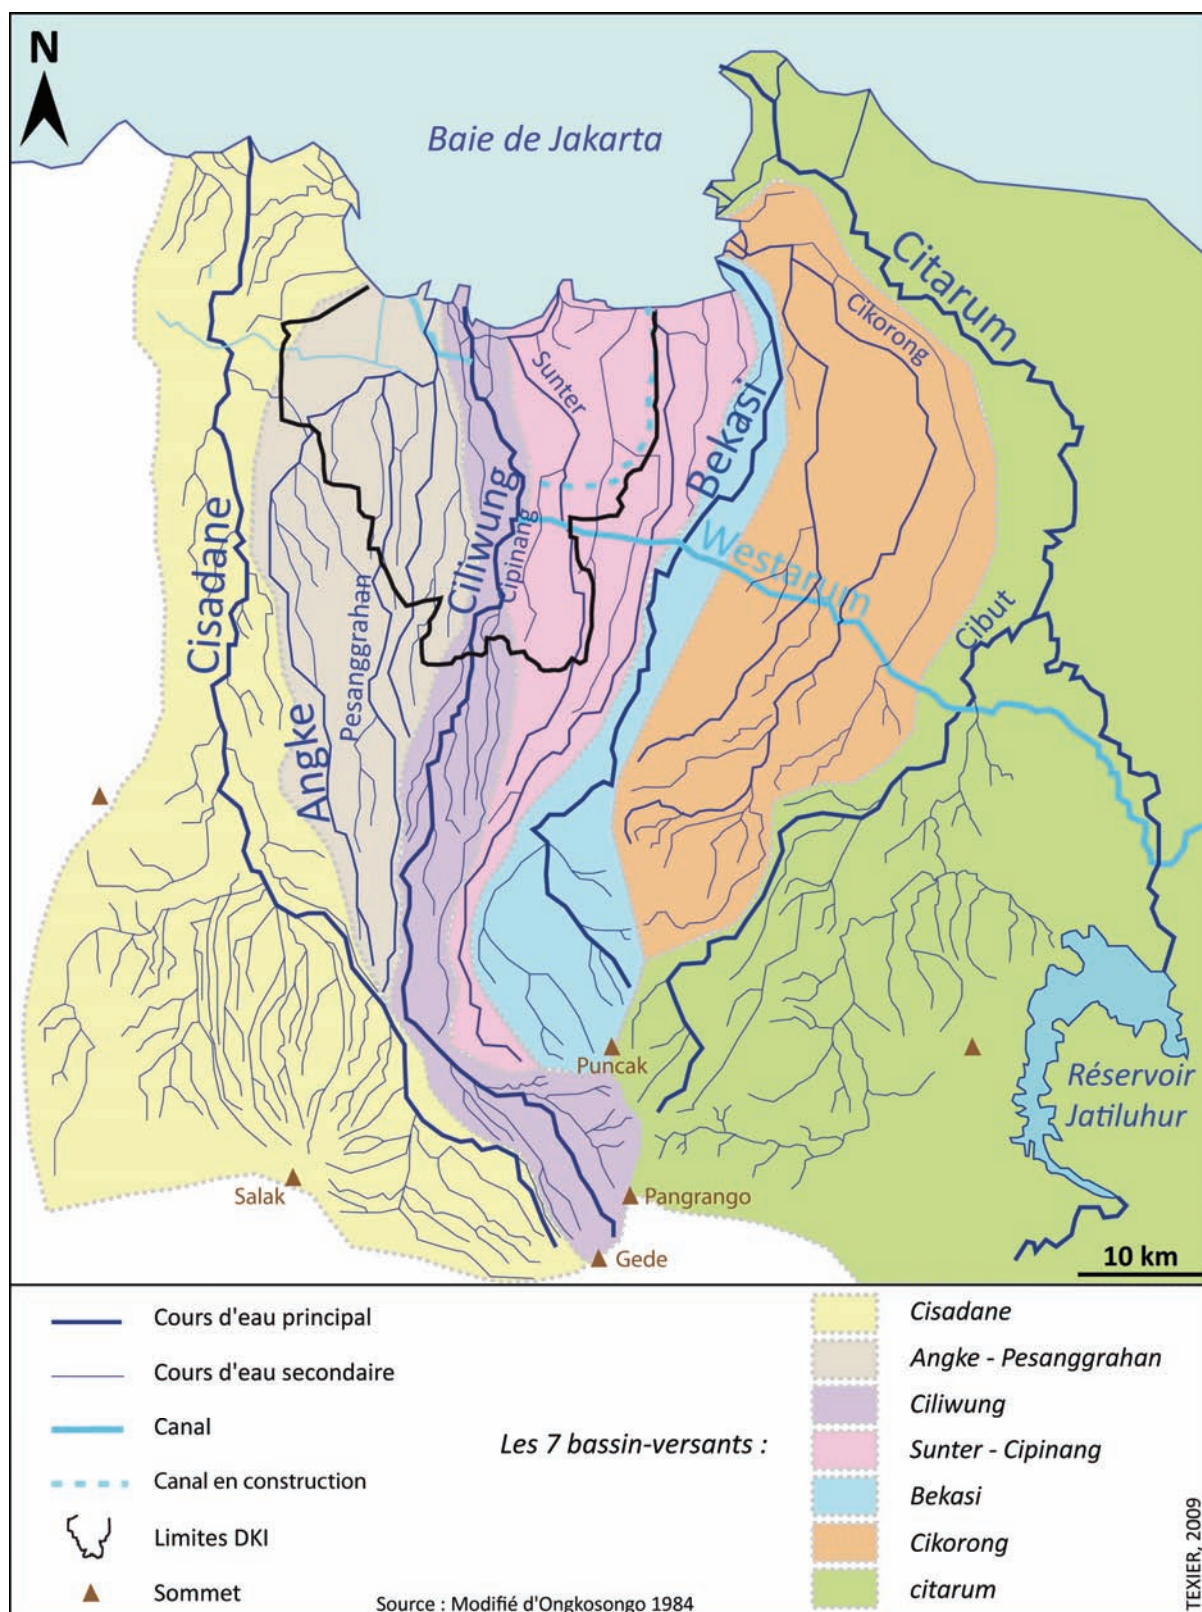 N
Baie de Jakarta
Citarum
Cikorong
Sunter
Bekasi
Cisadane
Ciliwung
Cipinang
Westarum
Pesanggrahan
Angke
Cibut
Puncak
Réservoir
Jatiluhur
Salak
Pangrango
Gede
10 km
Cours d'eau principal
Cours d'eau secondaire
Canal
Canal en construction
Limites DKI
Sommet
Les 7 bassin-versants :
Cisadane
Angke - Pesanggrahan
Ciliwung
Sunter - Cipinang
Bekasi
Cikorong
citarum
Source : Modifié d'Ongkosongo 1984
TEXIER, 2009